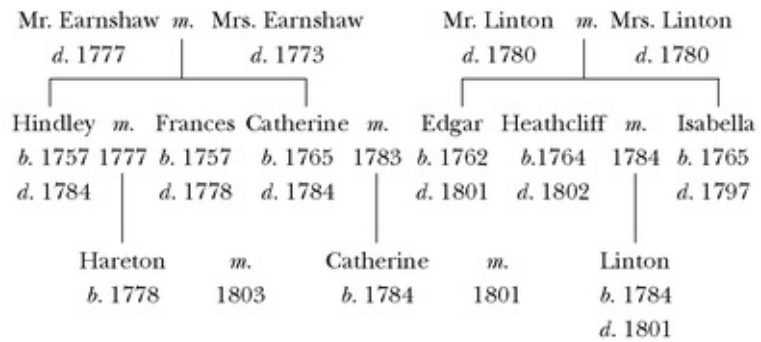 Mr. Earnshaw m. Mrs. Earnshaw Mr. Linton m. Mrs. Linton
d. 1777 d. 1773 d. 1780 d. 1780
Hindley m. Frances Catherine m. Edgar Heathcliff m. Isabella
b. 1757 1777 b. 1757 b. 1765 1783 b. 1762 b.1764 1784 b. 1765
d. 1784 d. 1778 d. 1784 d. 1801 d. 1802 d. 1797
Hareton m. Catherine m. Linton
b. 1778 1803 b. 1784 1801 b. 1784
d. 1801